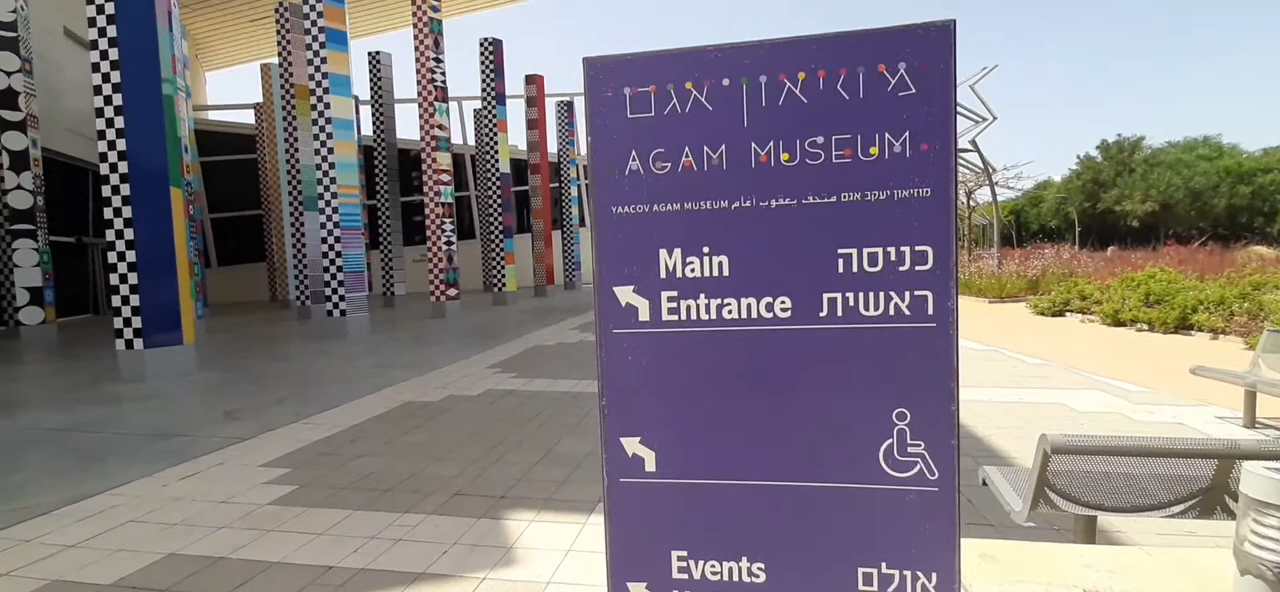 מוזיאון אגם
AGAM MUSEUM
YAACOV AGAM MUSEUM متحف يعقوب أغام מוזיאון יעקב אגם
Main כניסה
Entrance ראשית
Events אולם